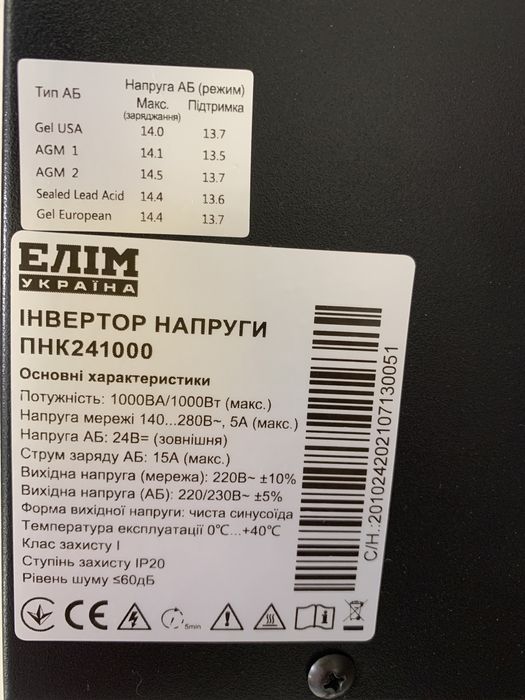 Тип АБ Напруга АБ (режим)
Макс. Підтримка
(заряджання)
Gel USA 14.0 13.7
AGM 1 14.1 13.5
AGM 2 14.5 13.7
Sealed Lead Acid 14.4 13.6
Gel European 14.4 13.7
ЕЛІМ
УКРАЇНА
ІНВЕРТОР НАПРУГИ
ПНК241000
Основні характеристики
Потужність: 1000ВА/1000Вт (макс.)
Напруга мережі 140...280В~, 5А (макс.)
Напруга АБ: 24В= (зовнішня)
Струм заряду АБ: 15А (макс.)
Вихідна напруга (мережа): 220В~ ±10%
Вихідна напруга (АБ): 220/230В~ ±5%
Форма вихідної напруги: чиста синусоїда
Температура експлуатації 0℃...+40℃
Клас захисту I
Ступінь захисту IP20
Рівень шуму ≤60дБ
CE 5min
С/Н.:201024202107130051